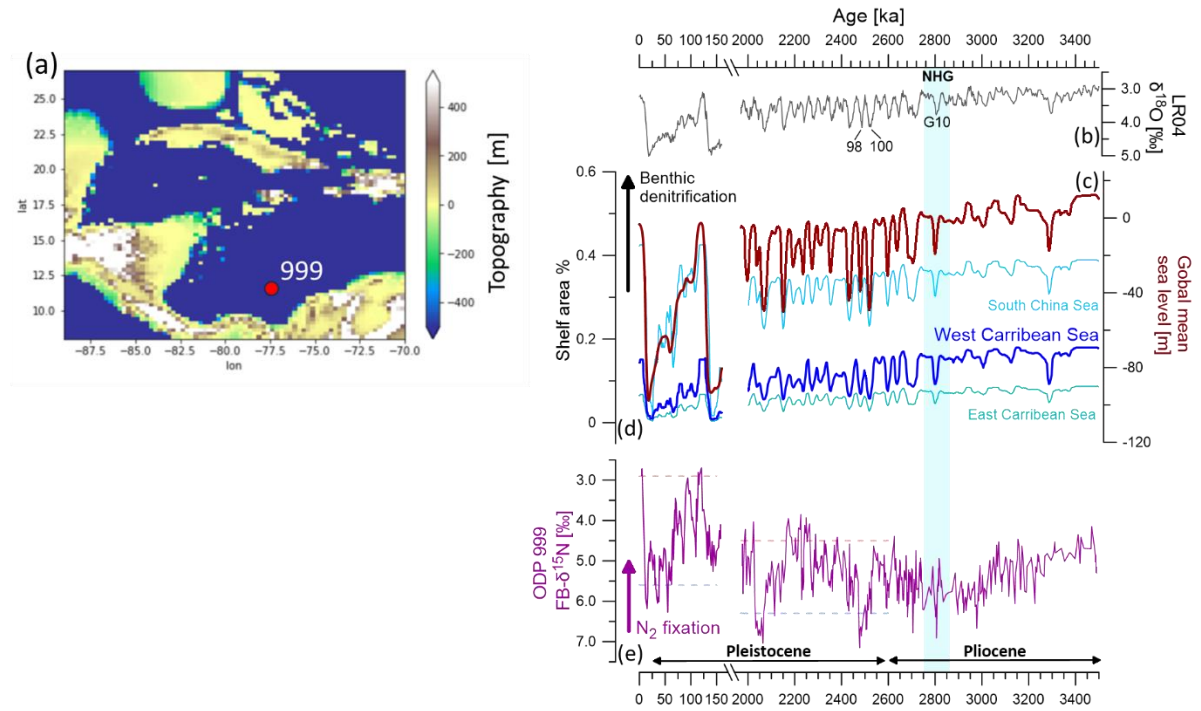 (a)
25.0
22.5
20.0
17.5
15.0
12.5
10.0
lat
−87.5
−85.0
−82.5
−80.0
−77.5
−75.0
−72.5
−70.0
lon
999
400
200
0
−200
−400
Topography [m]
Age [ka]
0 50 100 150 2000 2200 2400 2600 2800 3000 3200 3400
NHG
G10
98
100
(b)
3.0
4.0
5.0
LR04
δ18O [‰]
0.6
0.4
0.2
0
Shelf area %
Benthic
denitrification
(c)
0
-40
-80
-120
Gobal mean
sea level [m]
South China Sea
West Carribean Sea
East Carribean Sea
(d)
3.0
4.0
5.0
6.0
7.0
ODP 999
FB-δ15N [‰]
N2 fixation
(e)
Pleistocene
Pliocene
0 50 100 150 2000 2200 2400 2600 2800 3000 3200 3400